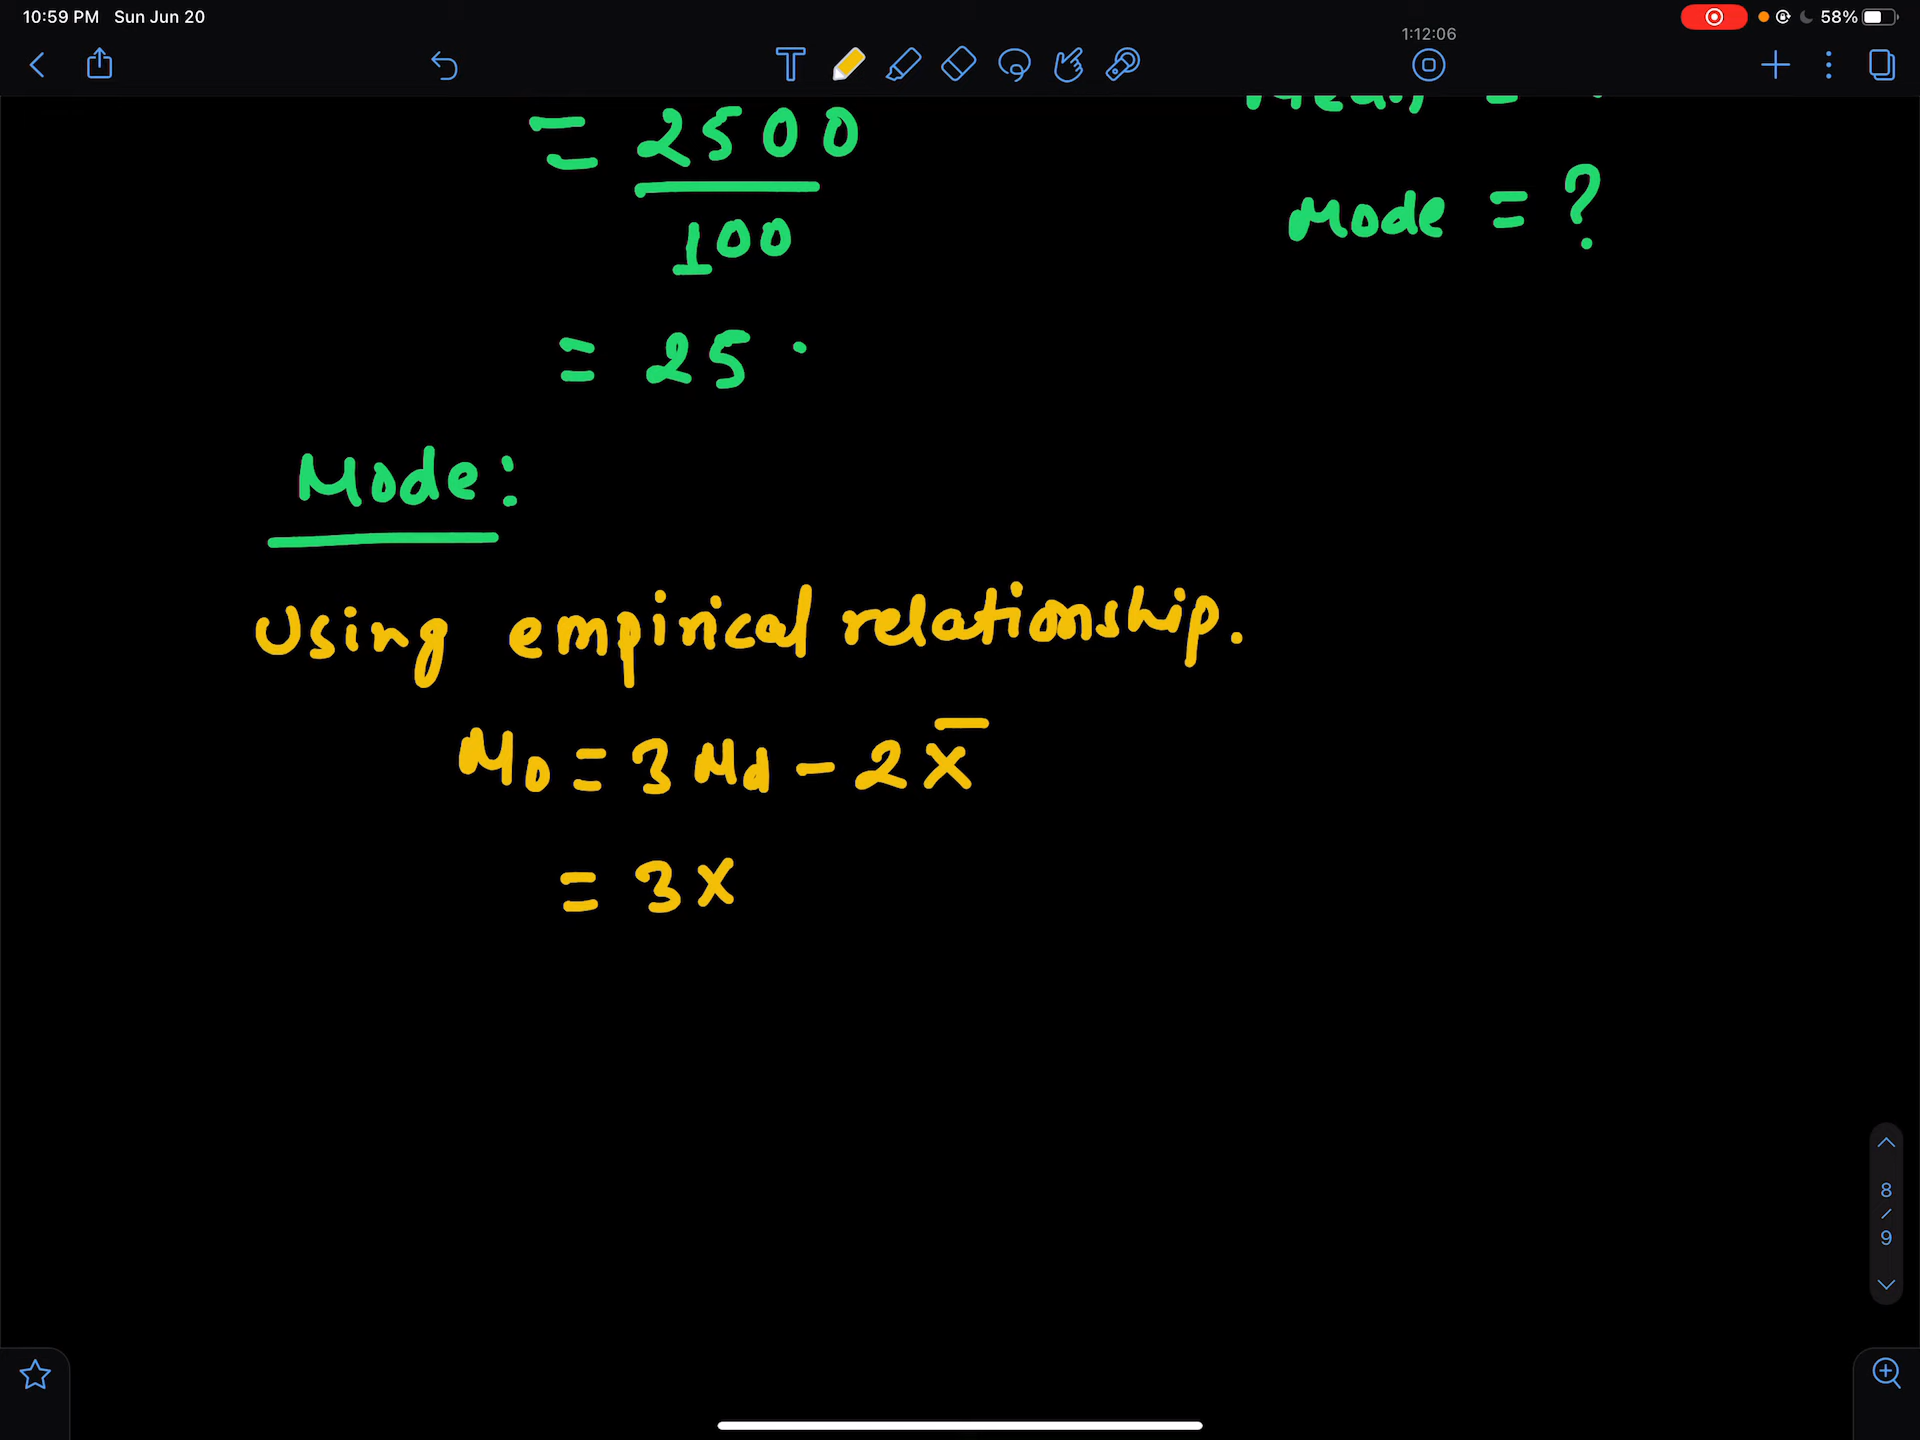 10:59 PM Sun Jun 20
58%
1:12:06
= 2500
100
= 25 .
Mode = ?
Mode:
Using empirical relationship.
Mo = 3 Md - 2 x̄
= 3 x
8
/
9